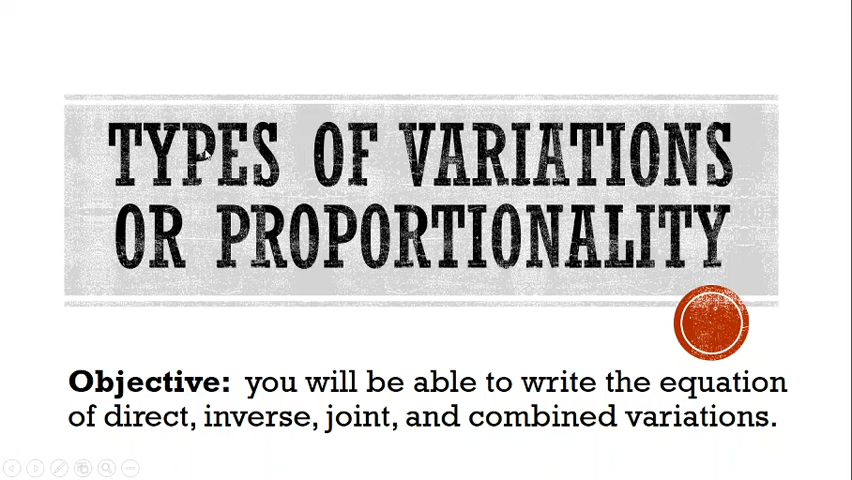 TYPES OF VARIATIONS
OR PROPORTIONALITY
Objective: you will be able to write the equation
of direct, inverse, joint, and combined variations.